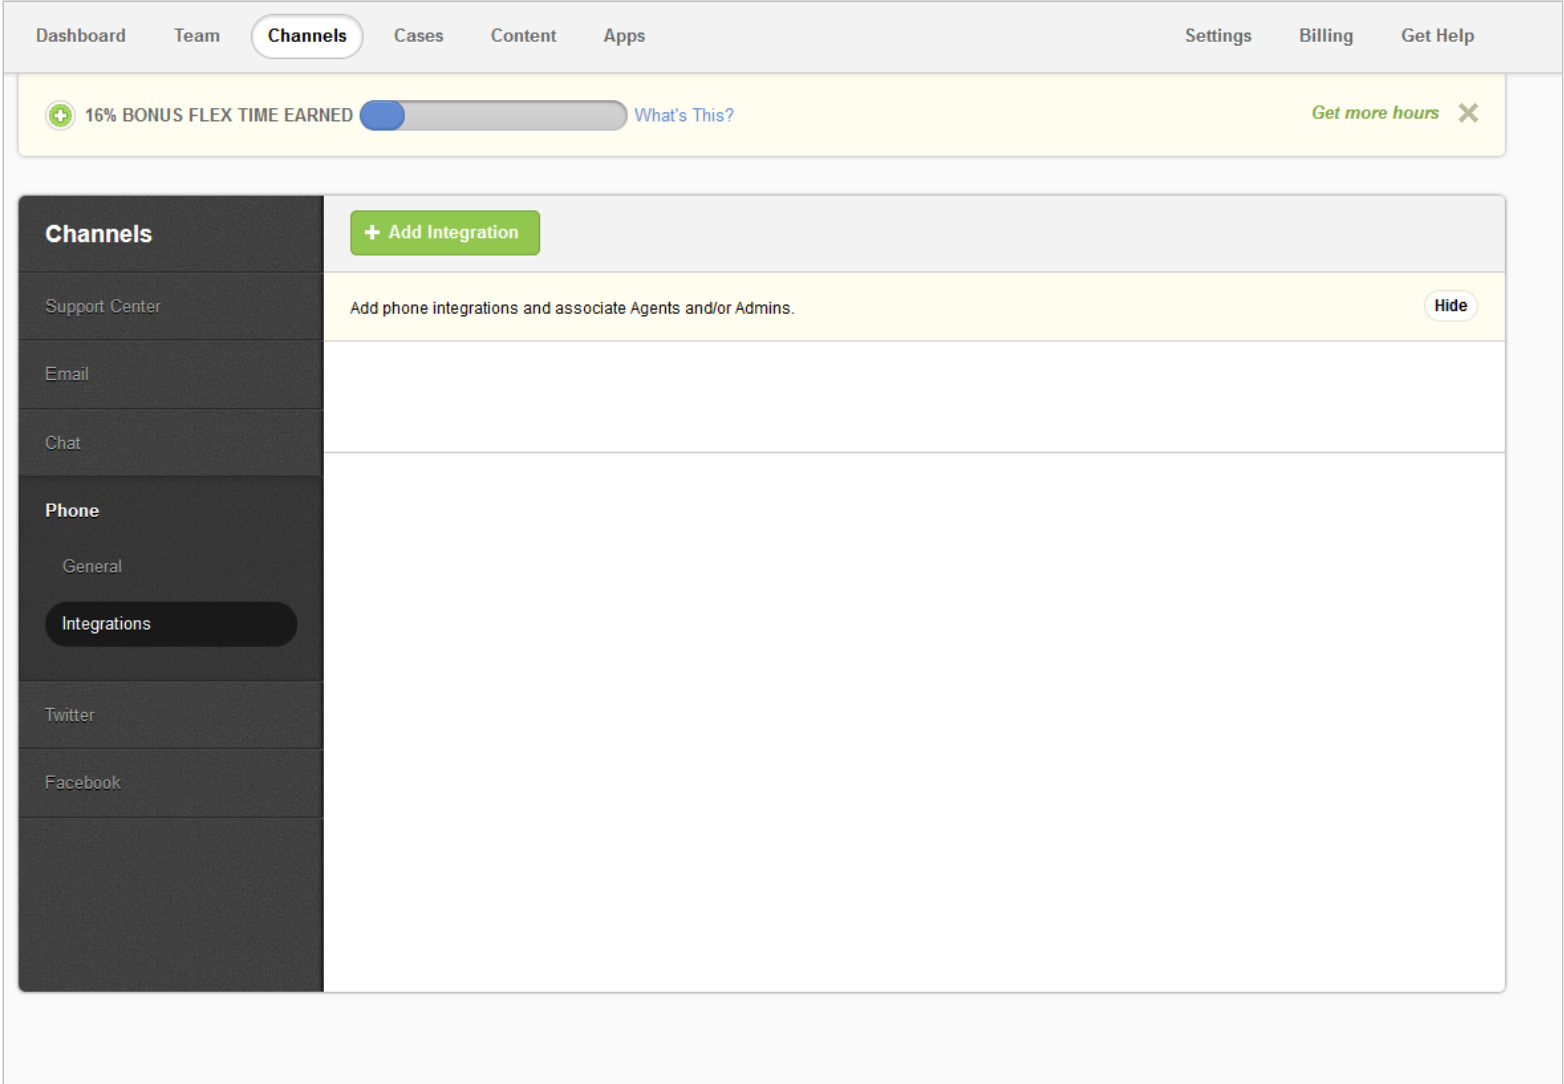 Dashboard Team Channels Cases Content Apps Settings Billing Get Help
16% BONUS FLEX TIME EARNED What's This? Get more hours
Channels
+ Add Integration
Support Center
Add phone integrations and associate Agents and/or Admins. Hide
Email
Chat
Phone
General
Integrations
Twitter
Facebook